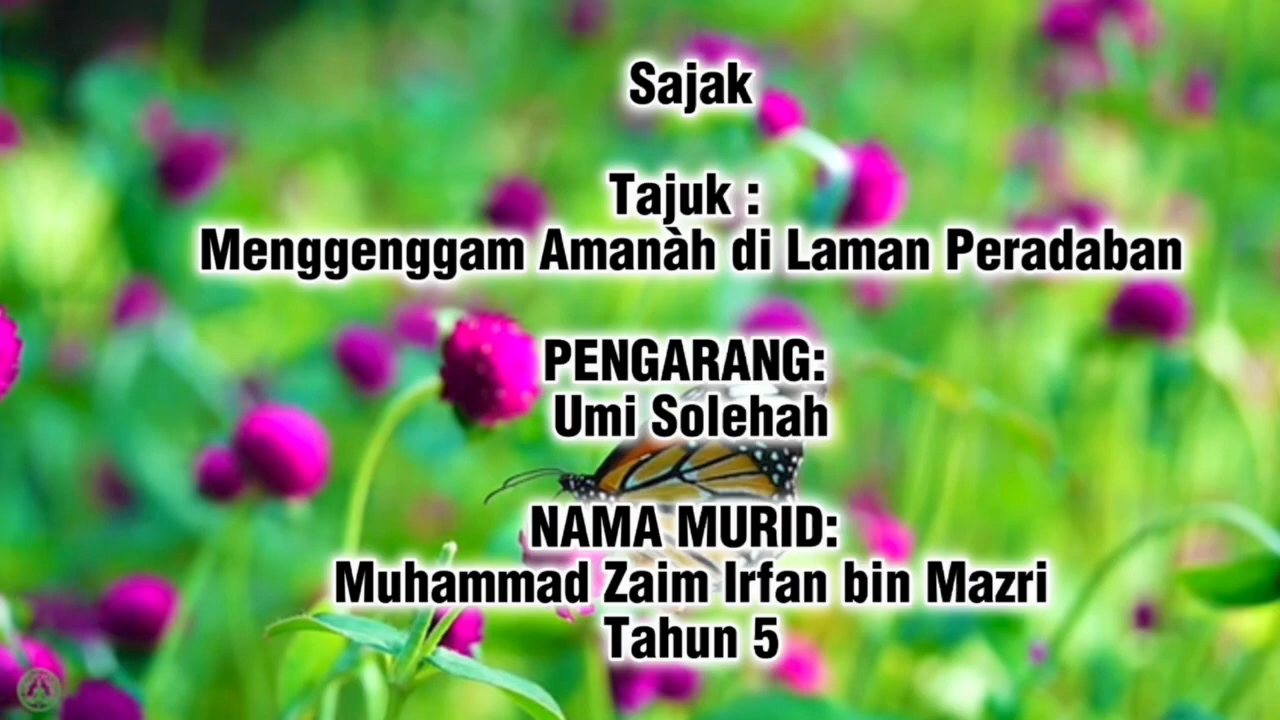 Sajak
Tajuk :
Menggenggam Amanàh di Laman Peradaban
PENGARANG:
Umi Solehah
NAMA MURID:
Muhammad Zaim Irfan bin Mazri
Tahun 5